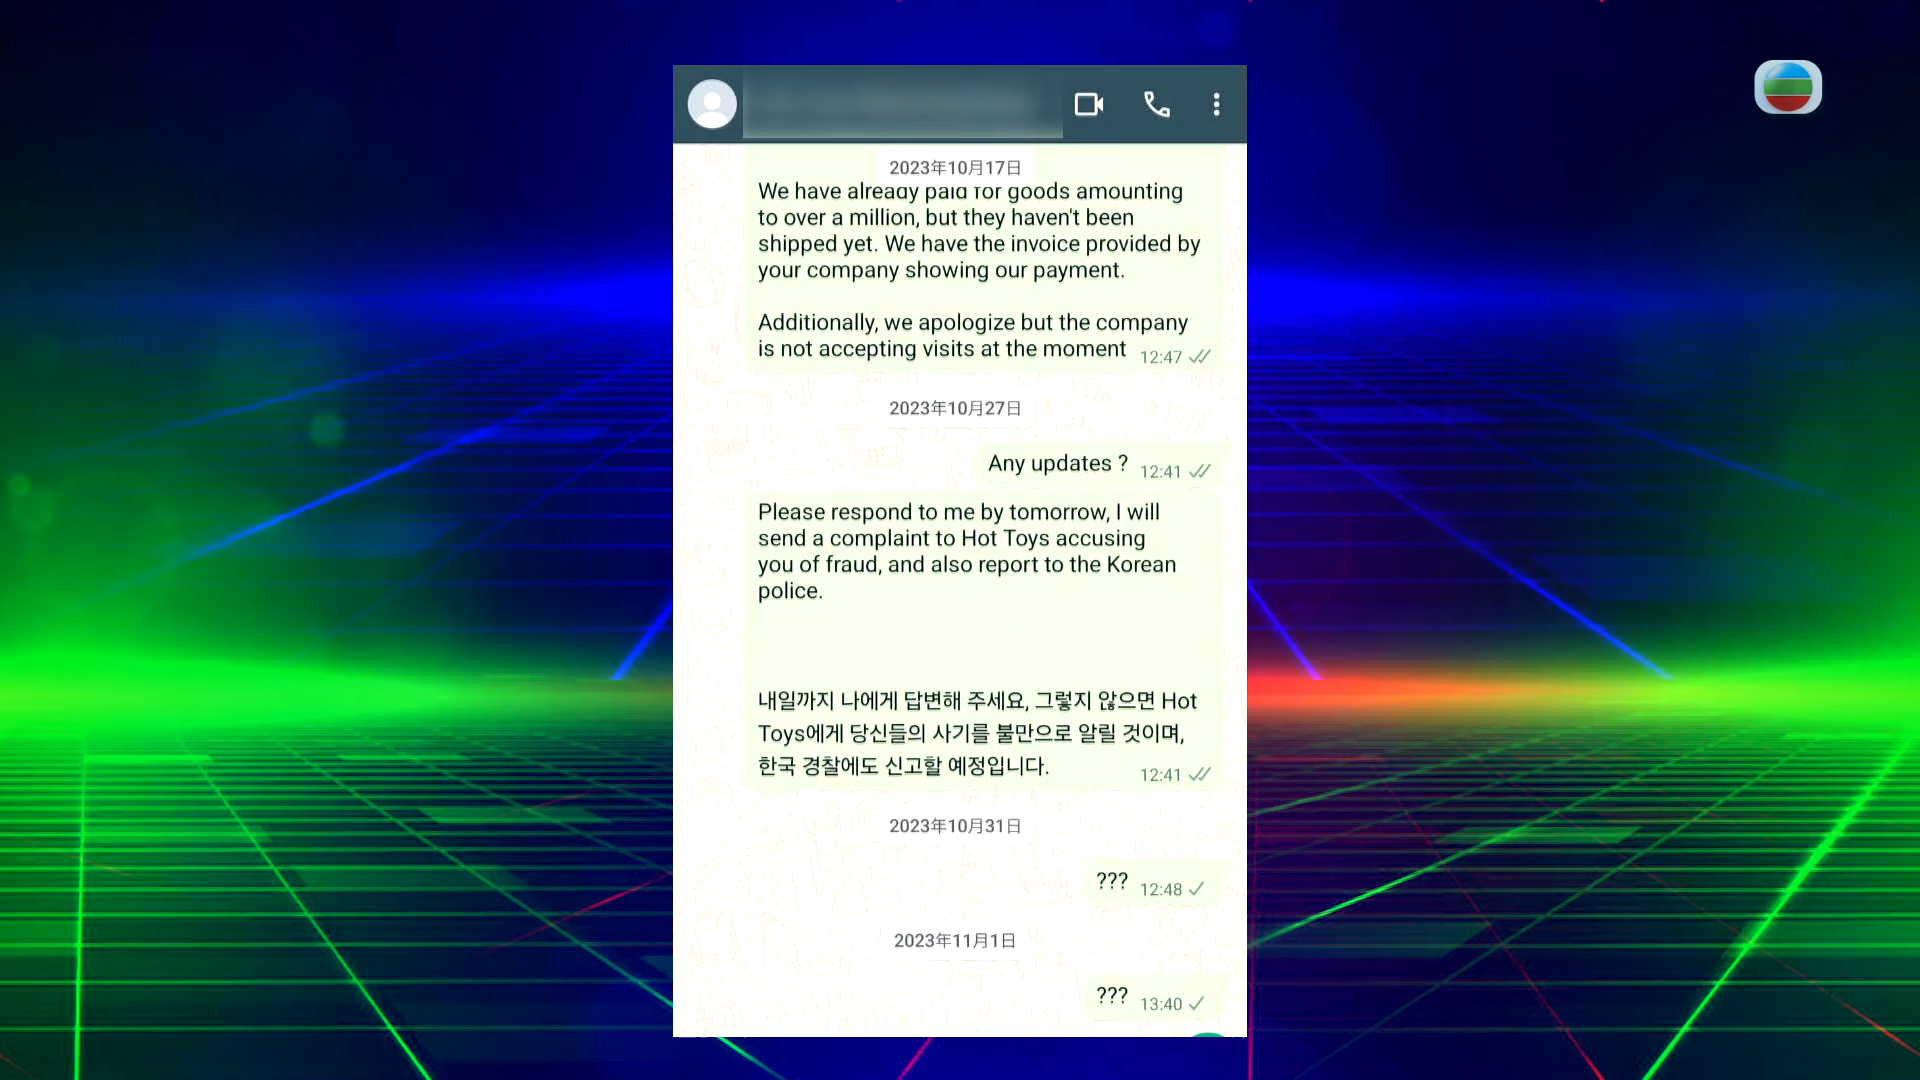 2023年10月17日
We have already paid for goods amounting
to over a million, but they haven't been
shipped yet. We have the invoice provided by
your company showing our payment.
Additionally, we apologize but the company
is not accepting visits at the moment 12:47
2023年10月27日
Any updates ? 12:41
Please respond to me by tomorrow, I will
send a complaint to Hot Toys accusing
you of fraud, and also report to the Korean
police.
내일까지 나에게 답변해 주세요, 그렇지 않으면 Hot
Toys에게 당신들의 사기를 불만으로 알릴 것이며,
한국 경찰에도 신고할 예정입니다. 12:41
2023年10月31日
??? 12:48
2023年11月1日
??? 13:40